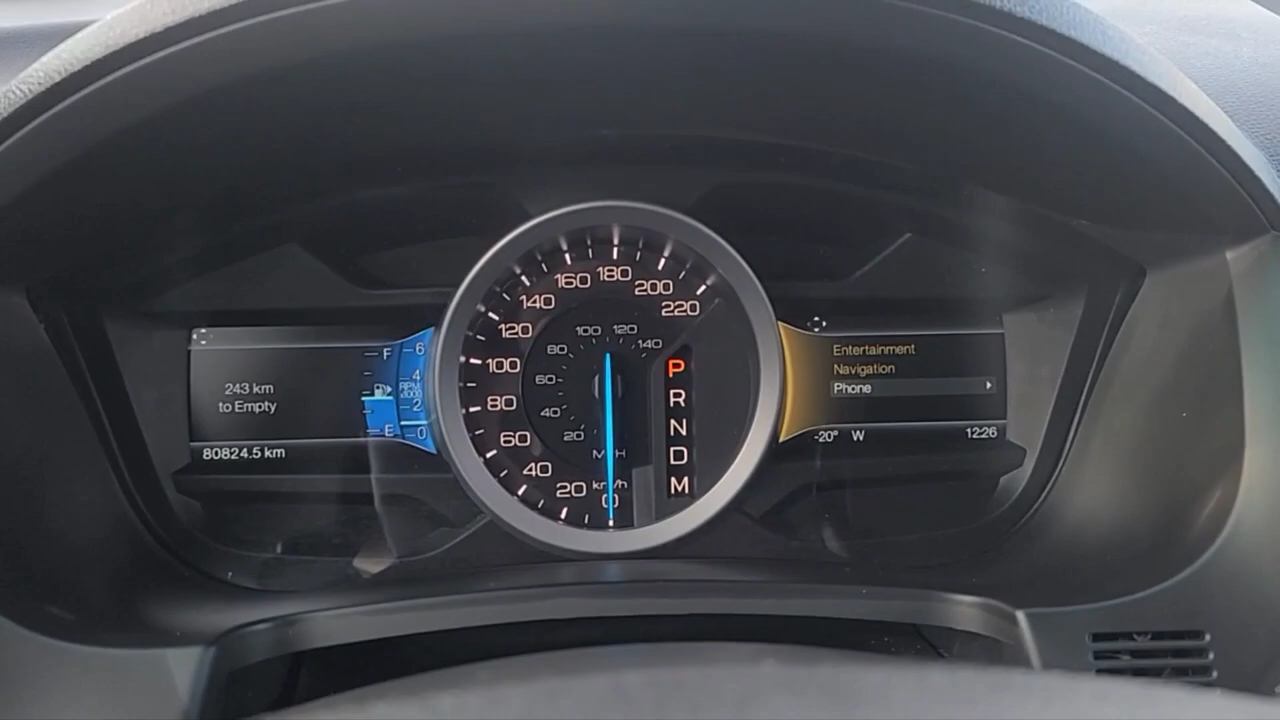 243 km
to Empty
80824.5 km
F
E
6
4
2
0
RPM
x1000
20
40
60
80
100
120
140
160
180
200
220
20
40
60
80
100
120
140
MPH
km/h
0
P
R
N
D
M
Entertainment
Navigation
Phone
-20° W
12:26